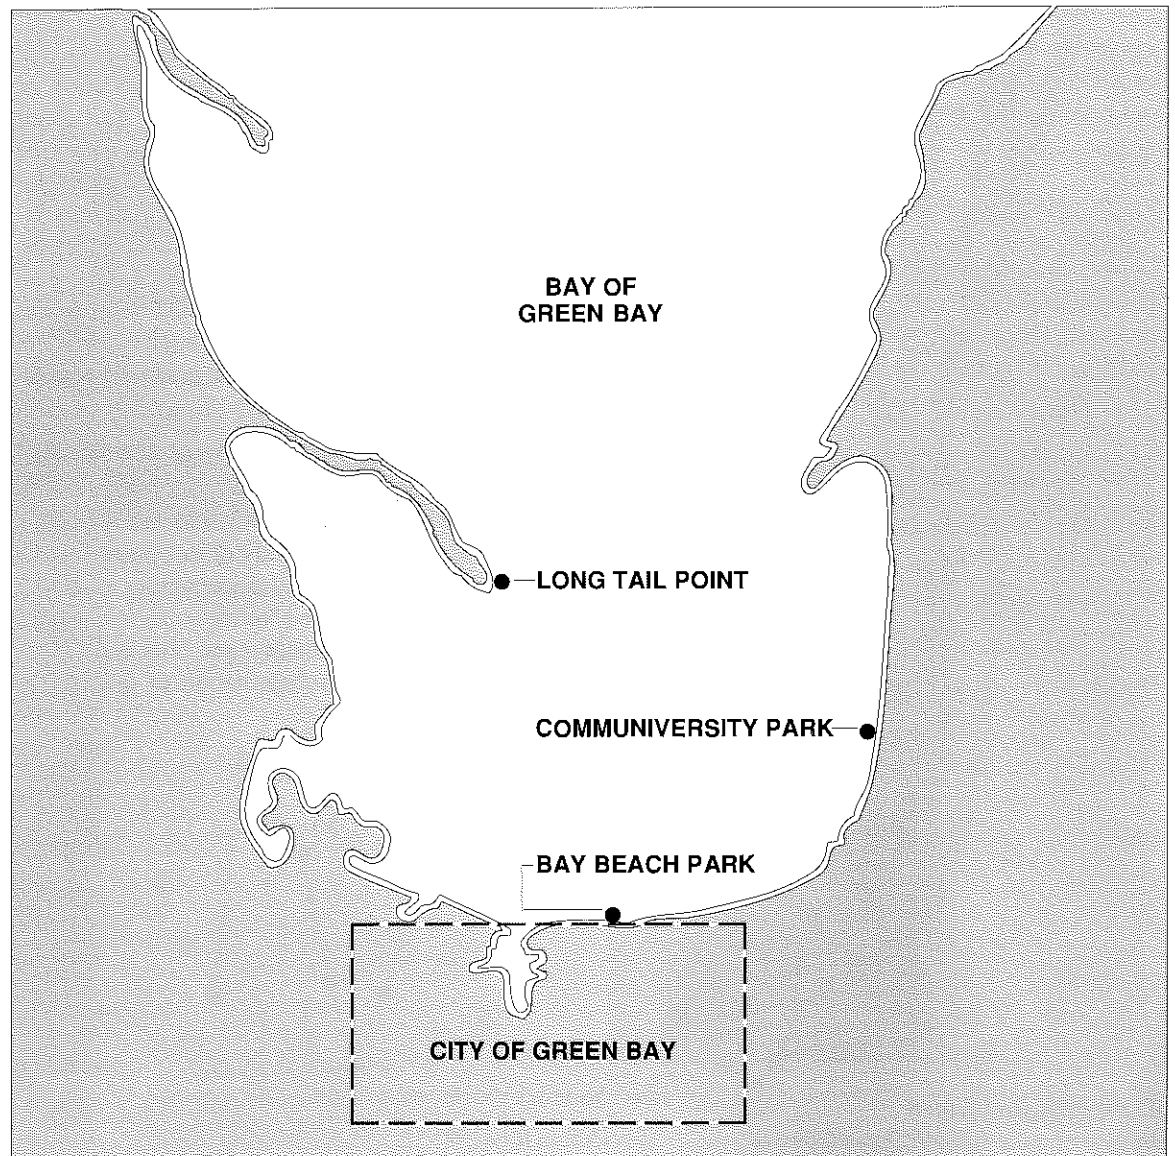 BAY OF
GREEN BAY
LONG TAIL POINT
COMMUNIVERSITY PARK
BAY BEACH PARK
CITY OF GREEN BAY